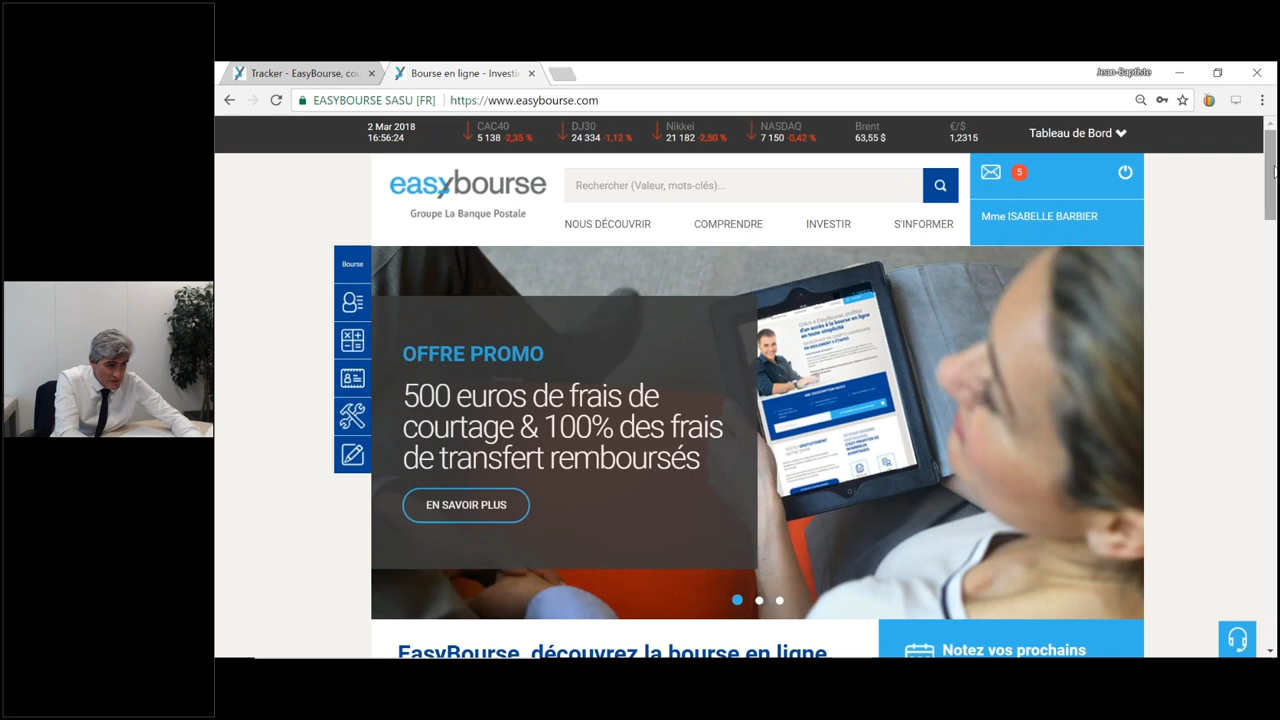 Tracker - EasyBourse, cou
Bourse en ligne - Investir
Jean-Baptiste
EASYBOURSE SASU [FR]
https://www.easybourse.com
2 Mar 2018
16:56:24
CAC40
5 138 -2,35 %
DJ30
24 334 -1,12 %
Nikkei
21 182 -2,50 %
NASDAQ
7 150 -0,42 %
Brent
63,55 $
€/$
1,2315
Tableau de Bord
easybourse
Groupe La Banque Postale
Rechercher (Valeur, mots-clés)...
5
Mme ISABELLE BARBIER
NOUS DÉCOUVRIR
COMPRENDRE
INVESTIR
S'INFORMER
Bourse
OFFRE PROMO
500 euros de frais de
courtage & 100% des frais
de transfert remboursés
EN SAVOIR PLUS
EasyBourse, découvrez la bourse en ligne
Notez vos prochains